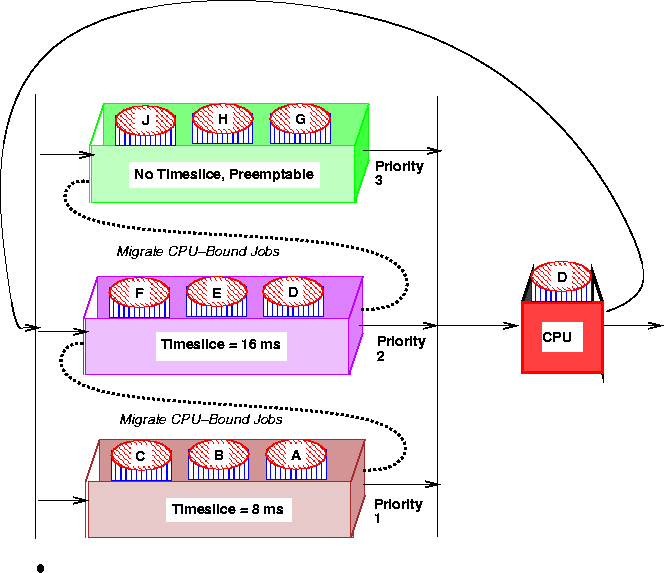 J H G
No Timeslice, Preemptable
Priority
3
Migrate CPU–Bound Jobs
F E D
D
Timeslice = 16 ms
Priority
2
CPU
Migrate CPU–Bound Jobs
C B A
Timeslice = 8 ms
Priority
1